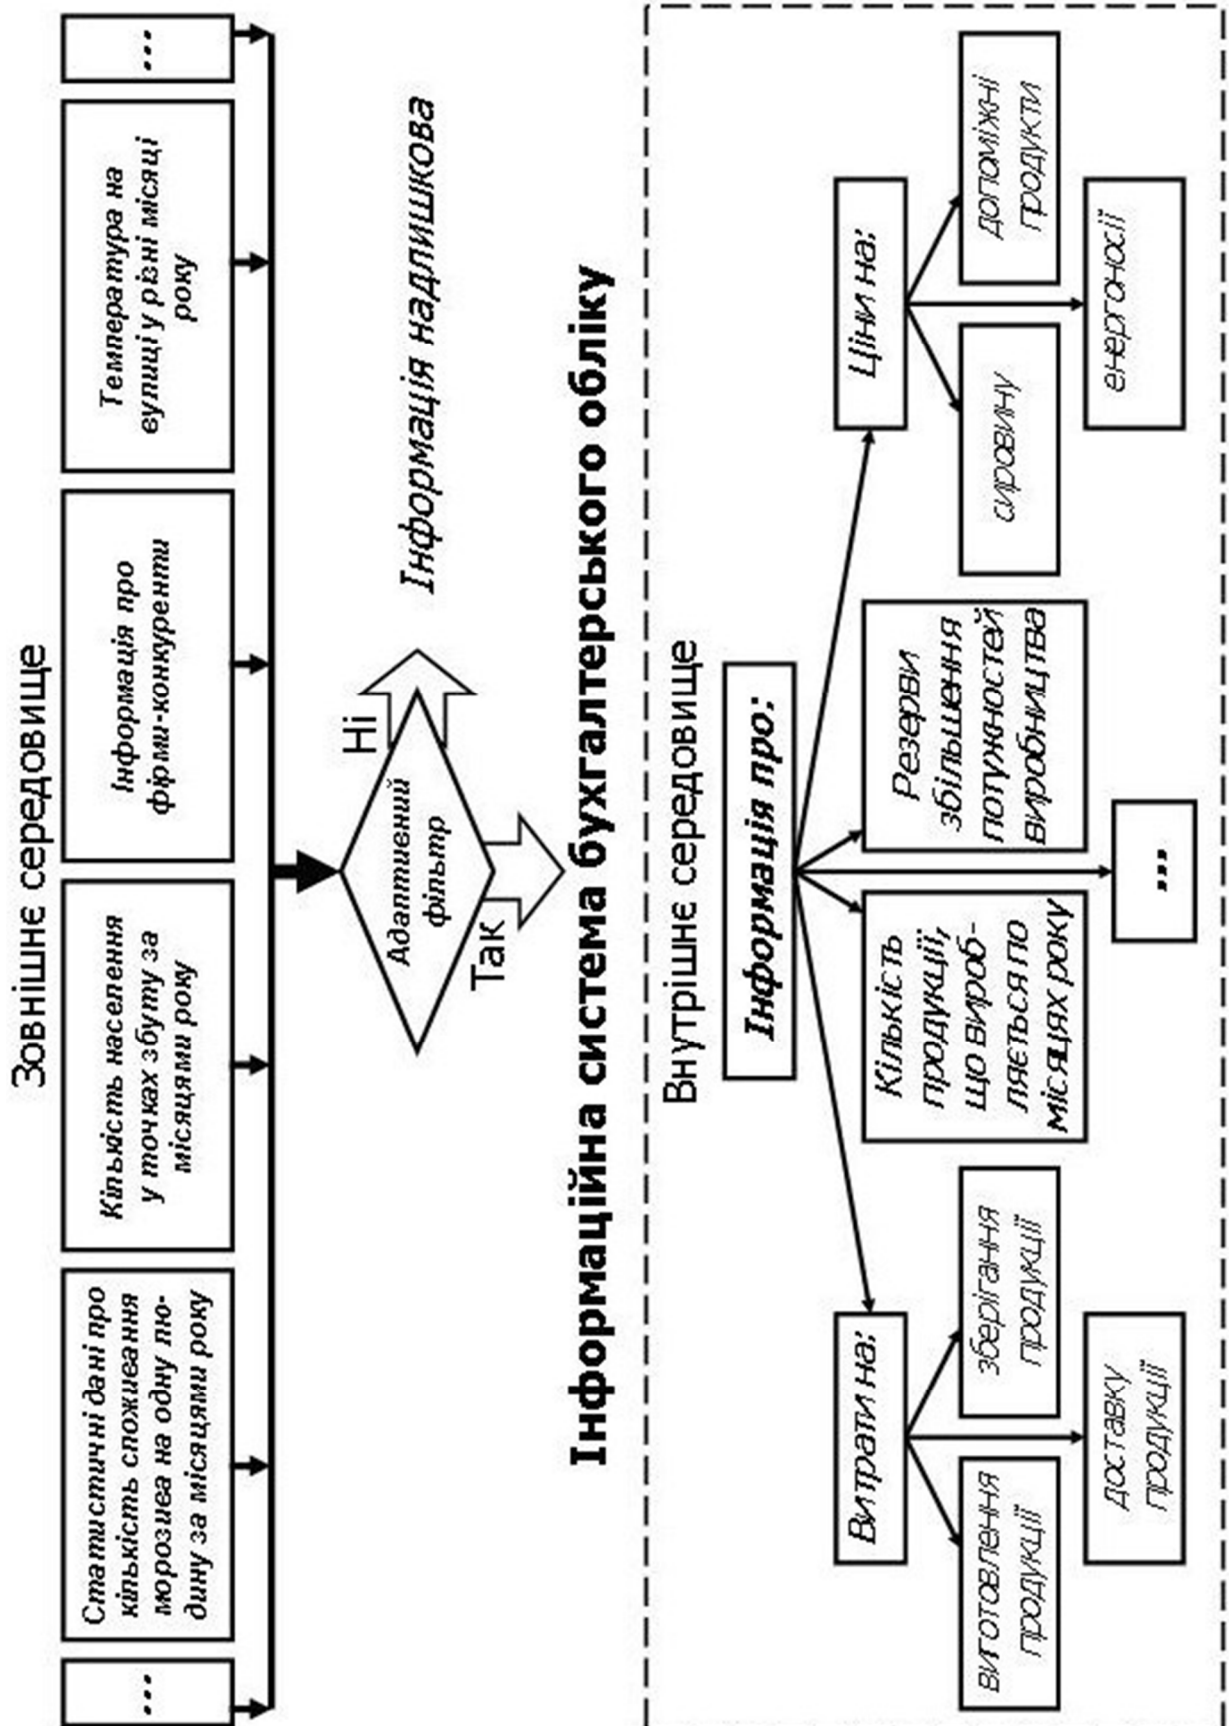 Зовнішнє середовище
...
Статистичні дані про
кількість споживання
морозива на одну лю-
дину за місяцями року
Кількість населення
у точках збуту за
місяцями року
Інформація про
фірми-конкуренти
Температура на
вулиці у різні місяці
року
...
Адаптивний
фільтр
Ні
Так
Інформація надлишкова
Інформаційна система бухгалтерського обліку
Внутрішнє середовище
Інформація про:
Витрати на:
виготовлення
продукції
зберігання
продукції
доставку
продукції
Кількість
продукції,
що вироб-
ляється по
місяцях року
Резерви
збільшення
потужностей
виробництва
...
Ціни на:
сировину
допоміжні
продукти
енергоносії